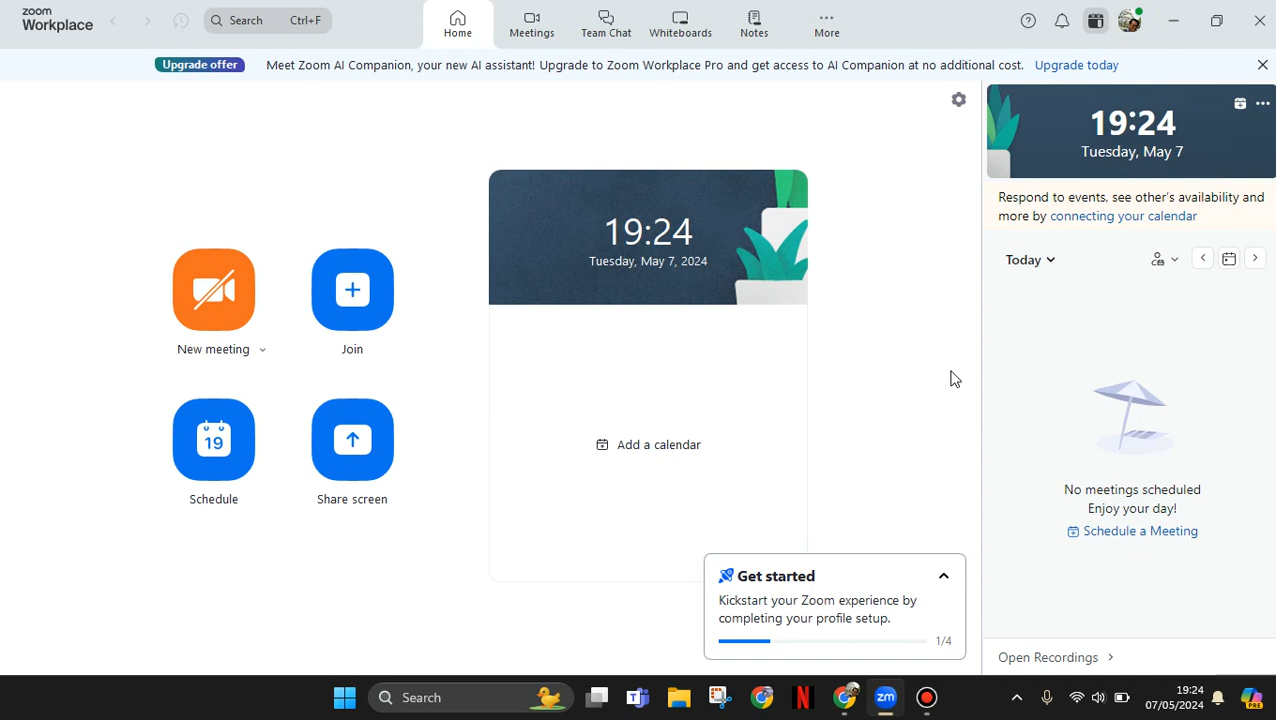 zoom
Workplace
Search Ctrl+F
Home
Meetings
Team Chat
Whiteboards
Notes
More
Upgrade offer Meet Zoom AI Companion, your new AI assistant! Upgrade to Zoom Workplace Pro and get access to AI Companion at no additional cost. Upgrade today
19:24
Tuesday, May 7, 2024
New meeting
Join
19
Schedule
Share screen
Add a calendar
Get started
Kickstart your Zoom experience by
completing your profile setup.
1/4
19:24
Tuesday, May 7
Respond to events, see other's availability and
more by connecting your calendar
Today
No meetings scheduled
Enjoy your day!
Schedule a Meeting
Open Recordings
Search
zm
19:24
07/05/2024
PRE